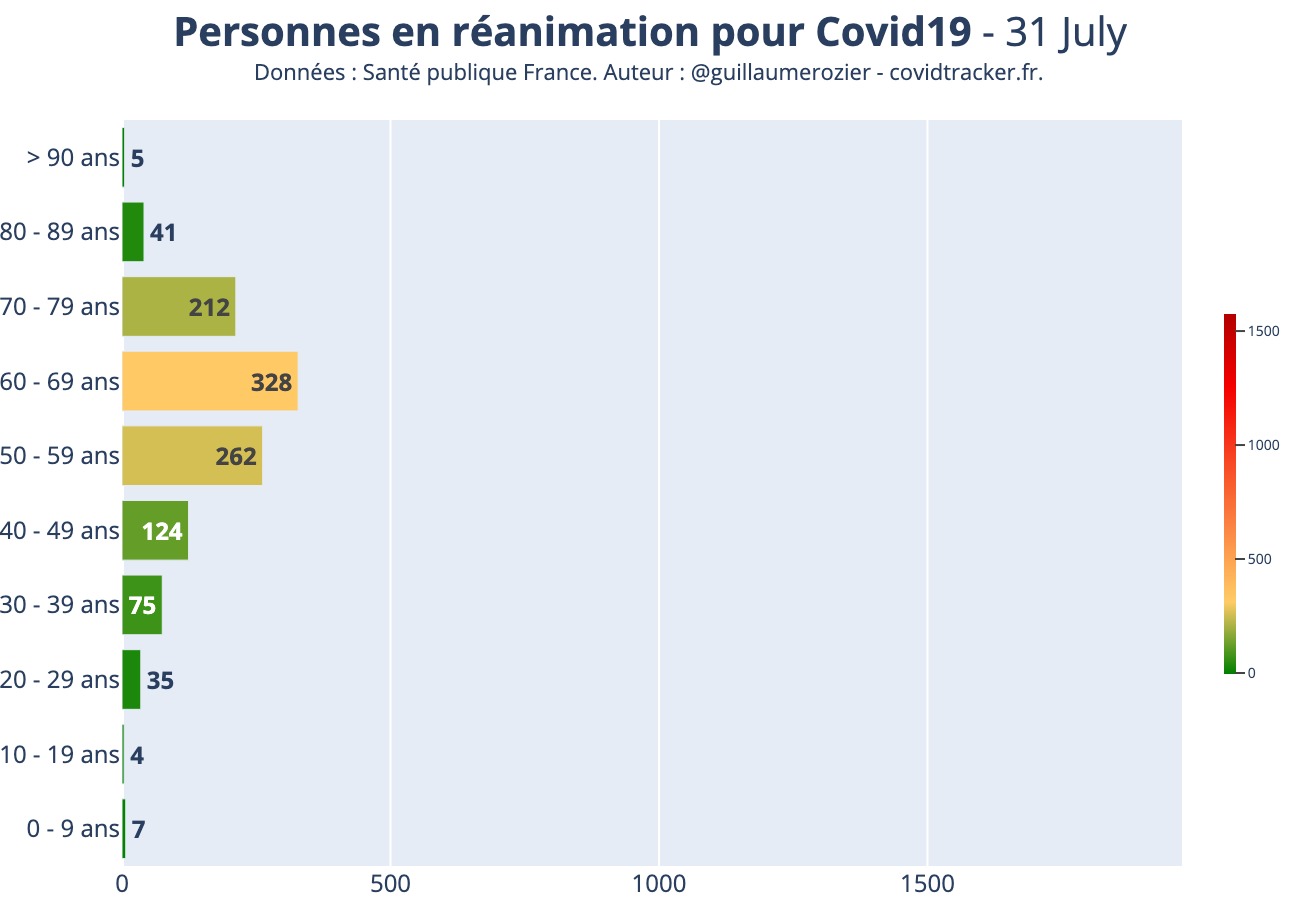 Personnes en réanimation pour Covid19 - 31 July
Données : Santé publique France. Auteur : @guillaumerozier - covidtracker.fr.
> 90 ans 5
80 - 89 ans 41
70 - 79 ans 212
60 - 69 ans 328
50 - 59 ans 262
40 - 49 ans 124
30 - 39 ans 75
20 - 29 ans 35
10 - 19 ans 4
0 - 9 ans 7
0 500 1000 1500
1500
1000
500
0